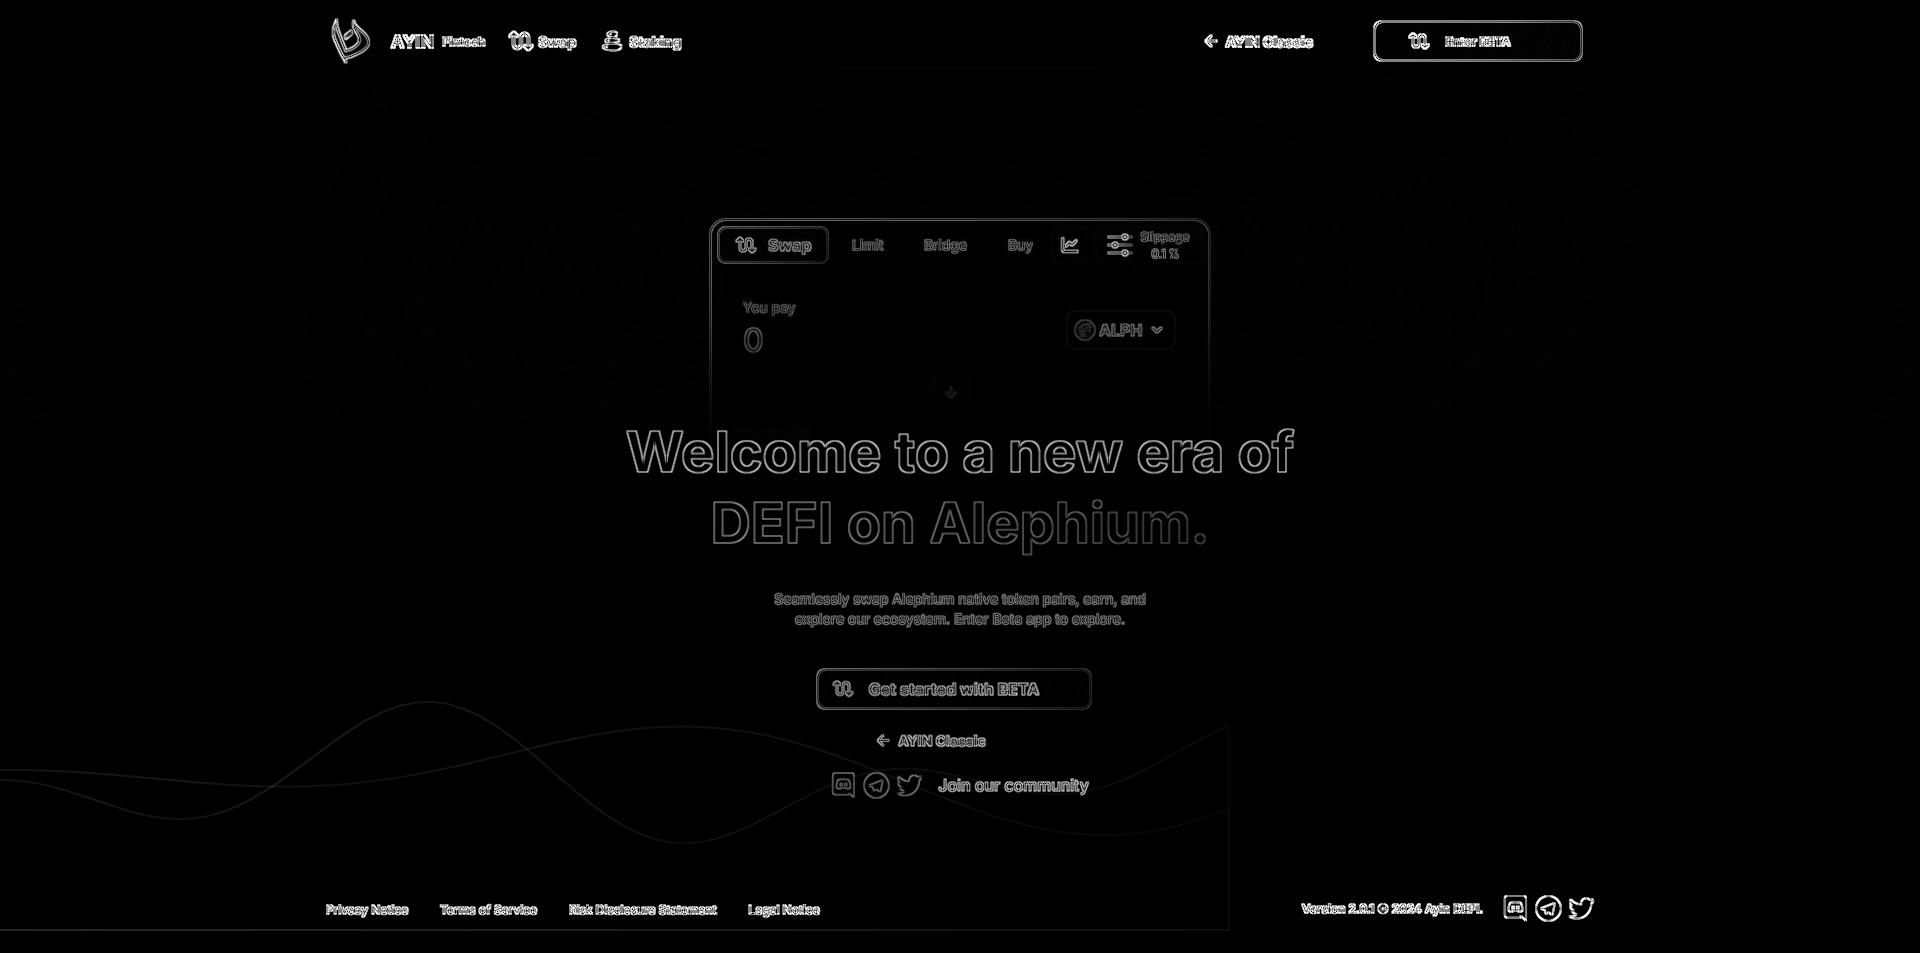 AYIN Fintech Swap Staking
AYIN Classic
Enter BETA
Swap Limit Bridge Buy Slippage
0.1 %
You pay
0
ALPH
Welcome to a new era of
DEFI on Alephium.
Seamlessly swap Alephium native token pairs, earn, and
explore our ecosystem. Enter Beta app to explore.
Get started with BETA
AYIN Classic
Join our community
Privacy Notice Terms of Service Risk Disclosure Statement Legal Notice
Version 2.0.1 © 2024 Ayin DEFI.